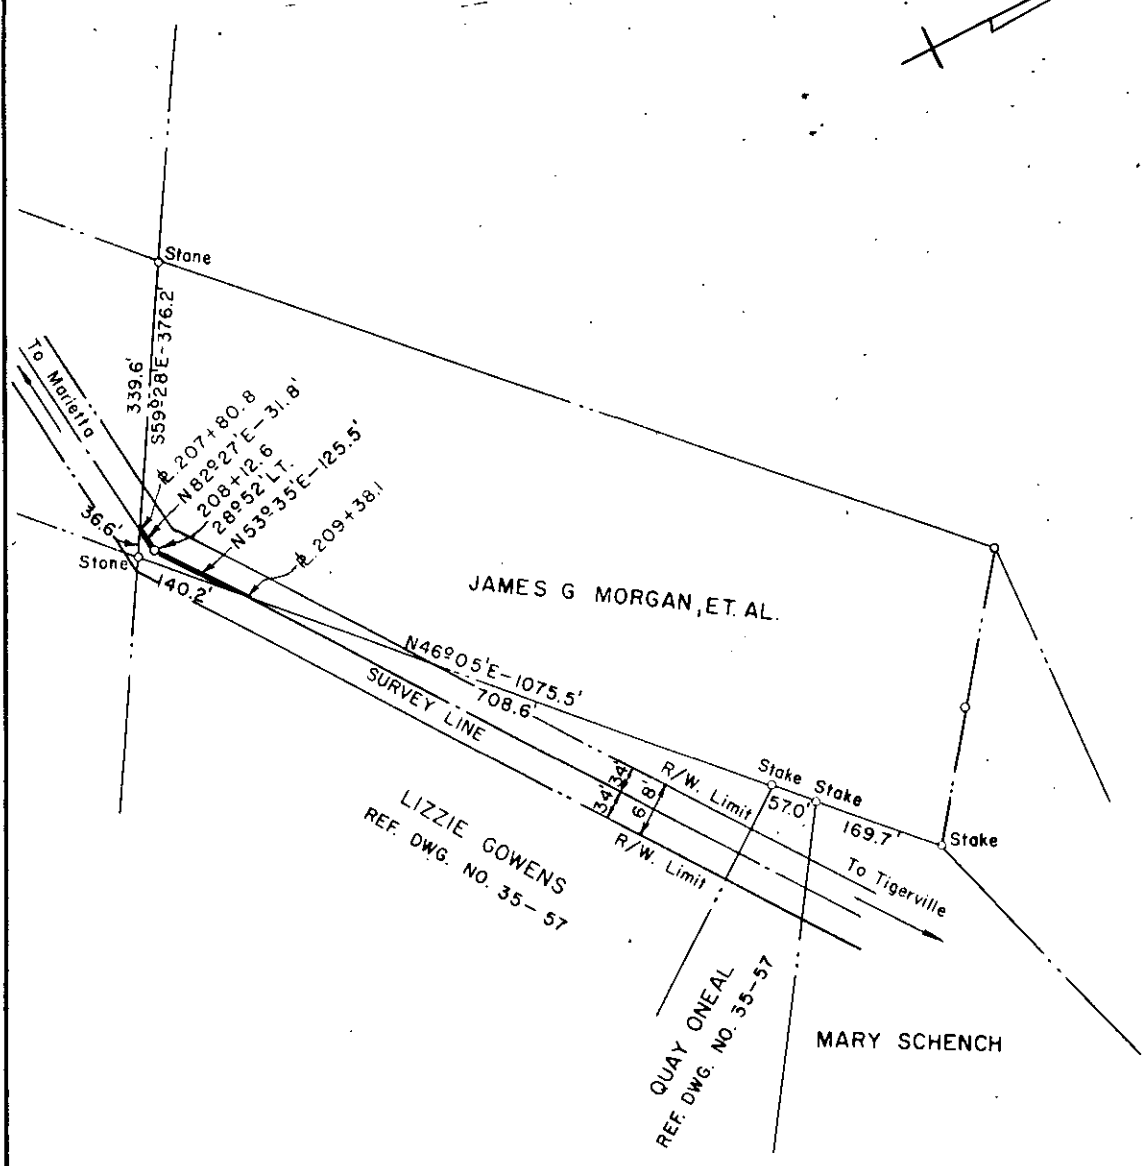 Stone
339.6'
S59°28'E-376.2'
To Marietta
℄ 207+80.8
N82°27'E-31.8'
208+12.6
28°52'LT.
N53°35'E-125.5'
℄ 209+38.1
36.6'
Stone
140.2'
JAMES G MORGAN, ET. AL.
N46°05'E-1075.5'
708.6'
SURVEY LINE
34'
34'
68'
R/W. Limit
R/W. Limit
Stake
Stake
57.0'
169.7'
Stake
To Tigerville
LIZZIE GOWENS
REF. DWG. NO. 35-57
QUAY ONEAL
REF. DWG. NO. 35-57
MARY SCHENCH